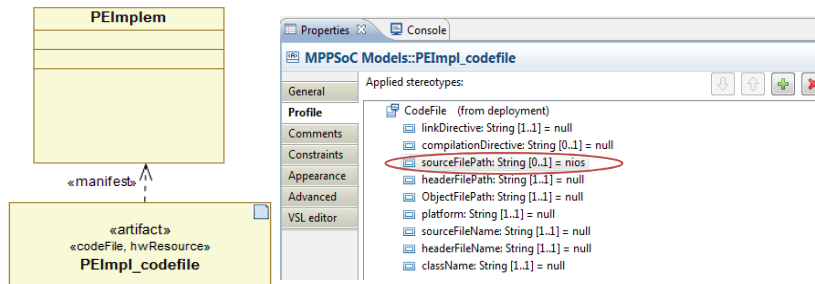 PEImplem
«manifest»
«artifact»
«codeFile, hwResource»
PEImpl_codefile
Properties Console
MPPSoC Models::PEImpl_codefile
General
Profile
Comments
Constraints
Appearance
Advanced
VSL editor
Applied stereotypes:
CodeFile (from deployment)
linkDirective: String [1..1] = null
compilationDirective: String [0..1] = null
sourceFilePath: String [0..1] = nios
headerFilePath: String [1..1] = null
ObjectFilePath: String [1..1] = null
platform: String [1..1] = null
sourceFileName: String [1..1] = null
headerFileName: String [1..1] = null
className: String [1..1] = null